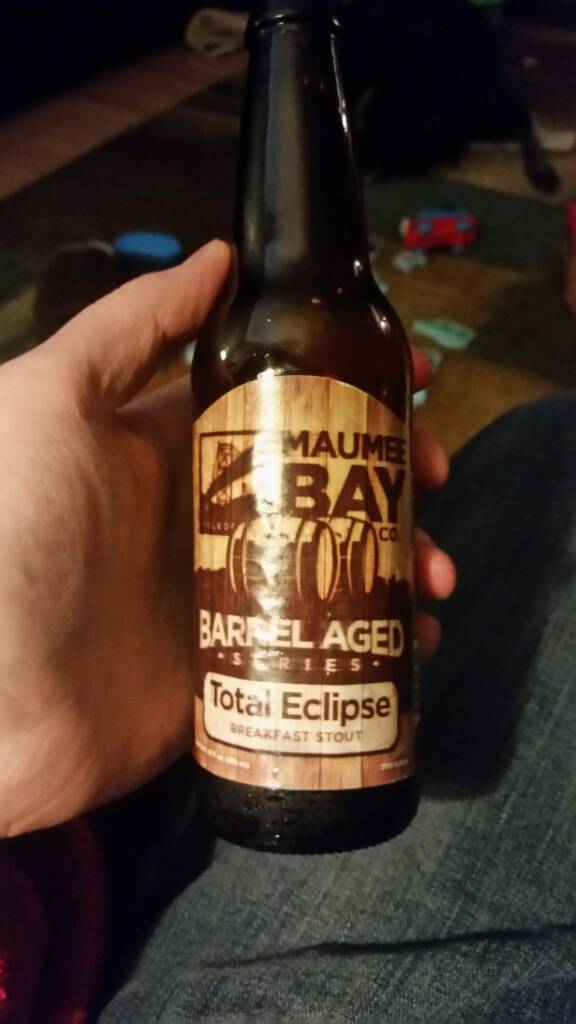 MAUMEE
BAY
CO.
BARREL AGED
• SERIES •
Total Eclipse
BREAKFAST STOUT